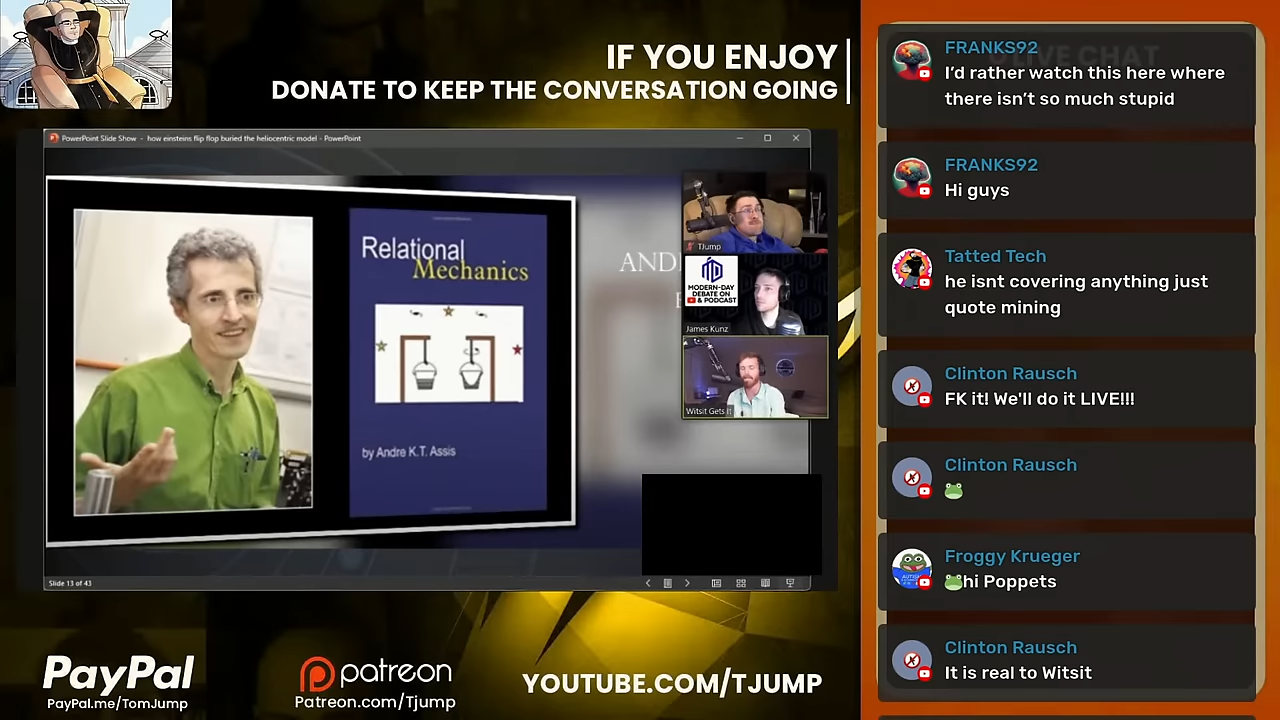 IF YOU ENJOY
DONATE TO KEEP THE CONVERSATION GOING
PowerPoint Slide Show - how einsteins flip flop buried the heliocentric model - PowerPoint
Relational
Mechanics
by Andre K.T. Assis
AND
TJump
MODERN-DAY
DEBATE ON
& PODCAST
James Kunz
Witsit Gets It
Slide 13 of 43
PayPal
PayPal.me/TomJump
patreon
Patreon.com/Tjump
YOUTUBE.COM/TJUMP
LIVE CHAT
FRANKS92
I'd rather watch this here where
there isn't so much stupid
FRANKS92
Hi guys
Tatted Tech
he isnt covering anything just
quote mining
Clinton Rausch
FK it! We'll do it LIVE!!!
Clinton Rausch
🐸
Froggy Krueger
🐸hi Poppets
Clinton Rausch
It is real to Witsit